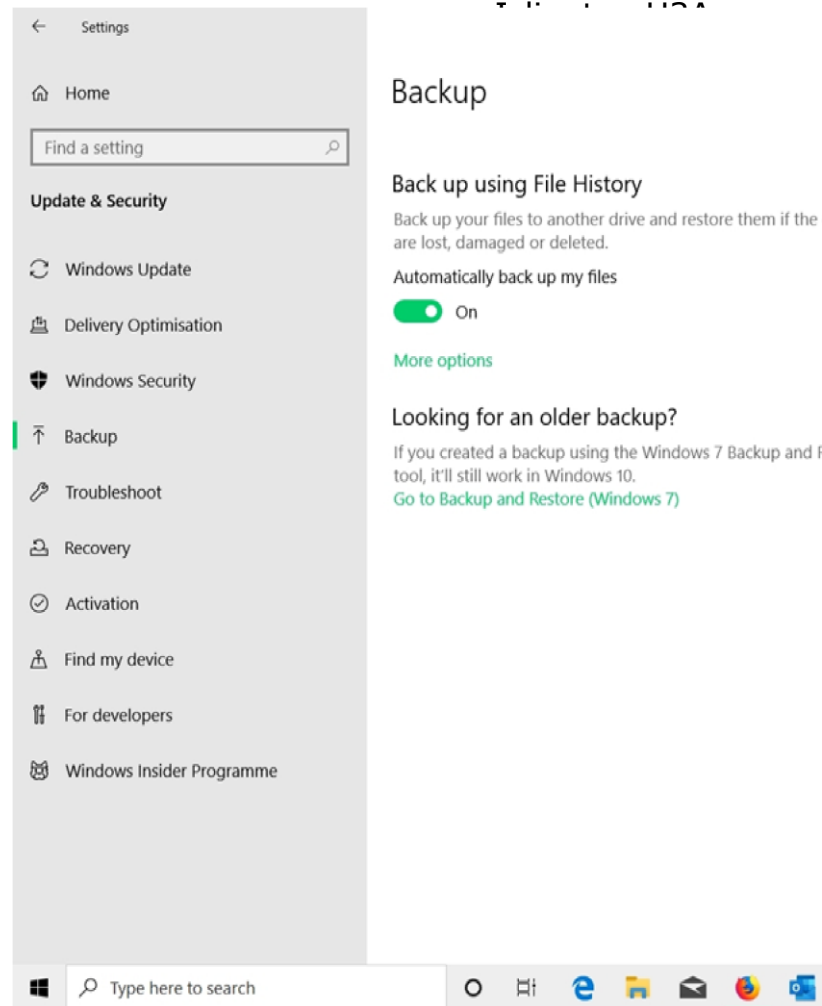 Settings
Home
Find a setting
Update & Security
Windows Update
Delivery Optimisation
Windows Security
Backup
Troubleshoot
Recovery
Activation
Find my device
For developers
Windows Insider Programme
Backup
Back up using File History
Back up your files to another drive and restore them if the
are lost, damaged or deleted.
Automatically back up my files
On
More options
Looking for an older backup?
If you created a backup using the Windows 7 Backup and
tool, it'll still work in Windows 10.
Go to Backup and Restore (Windows 7)
Type here to search